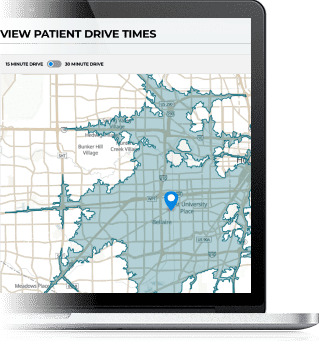 VIEW PATIENT DRIVE TIMES
15 MINUTE DRIVE
30 MINUTE DRIVE
Bunker Hill
Village
Creek Village
University
Place
Bellaire
Meadows Place